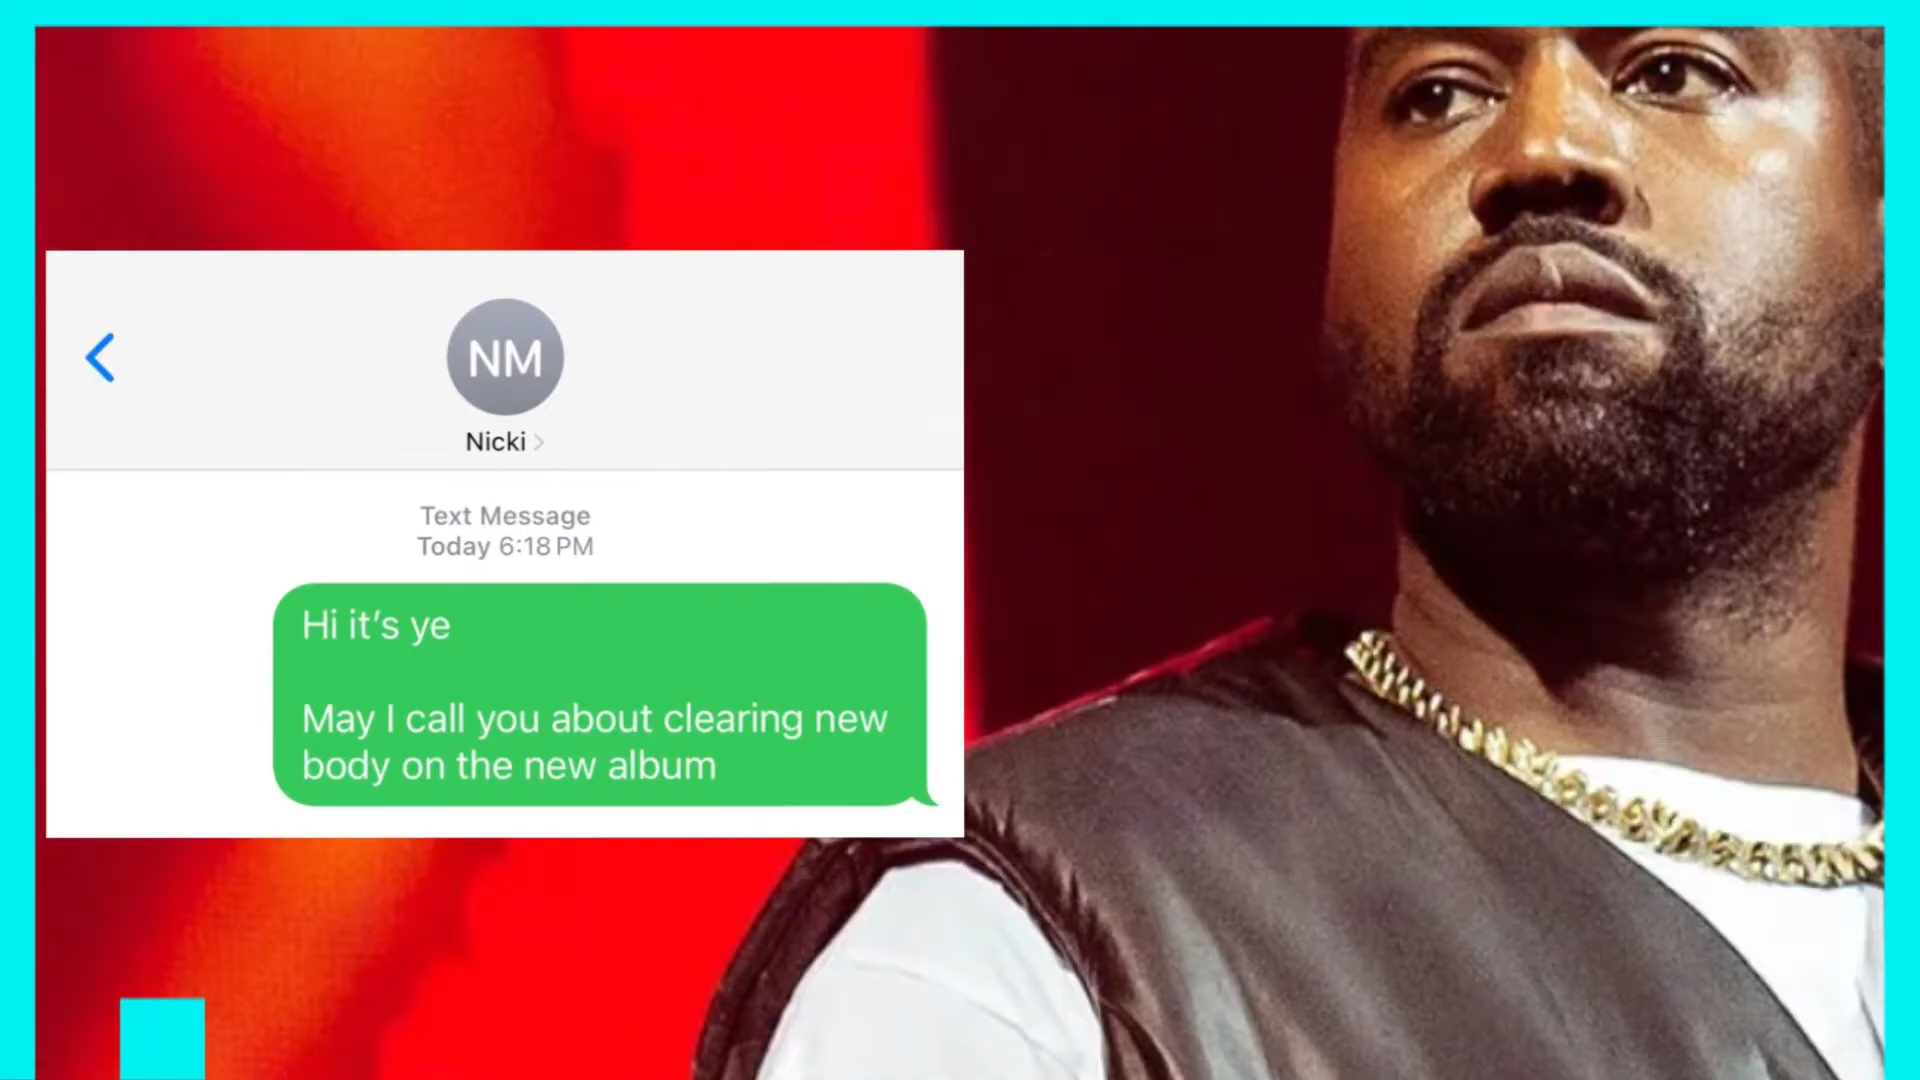 NM
Nicki
Text Message
Today 6:18 PM
Hi it’s ye
May I call you about clearing new
body on the new album